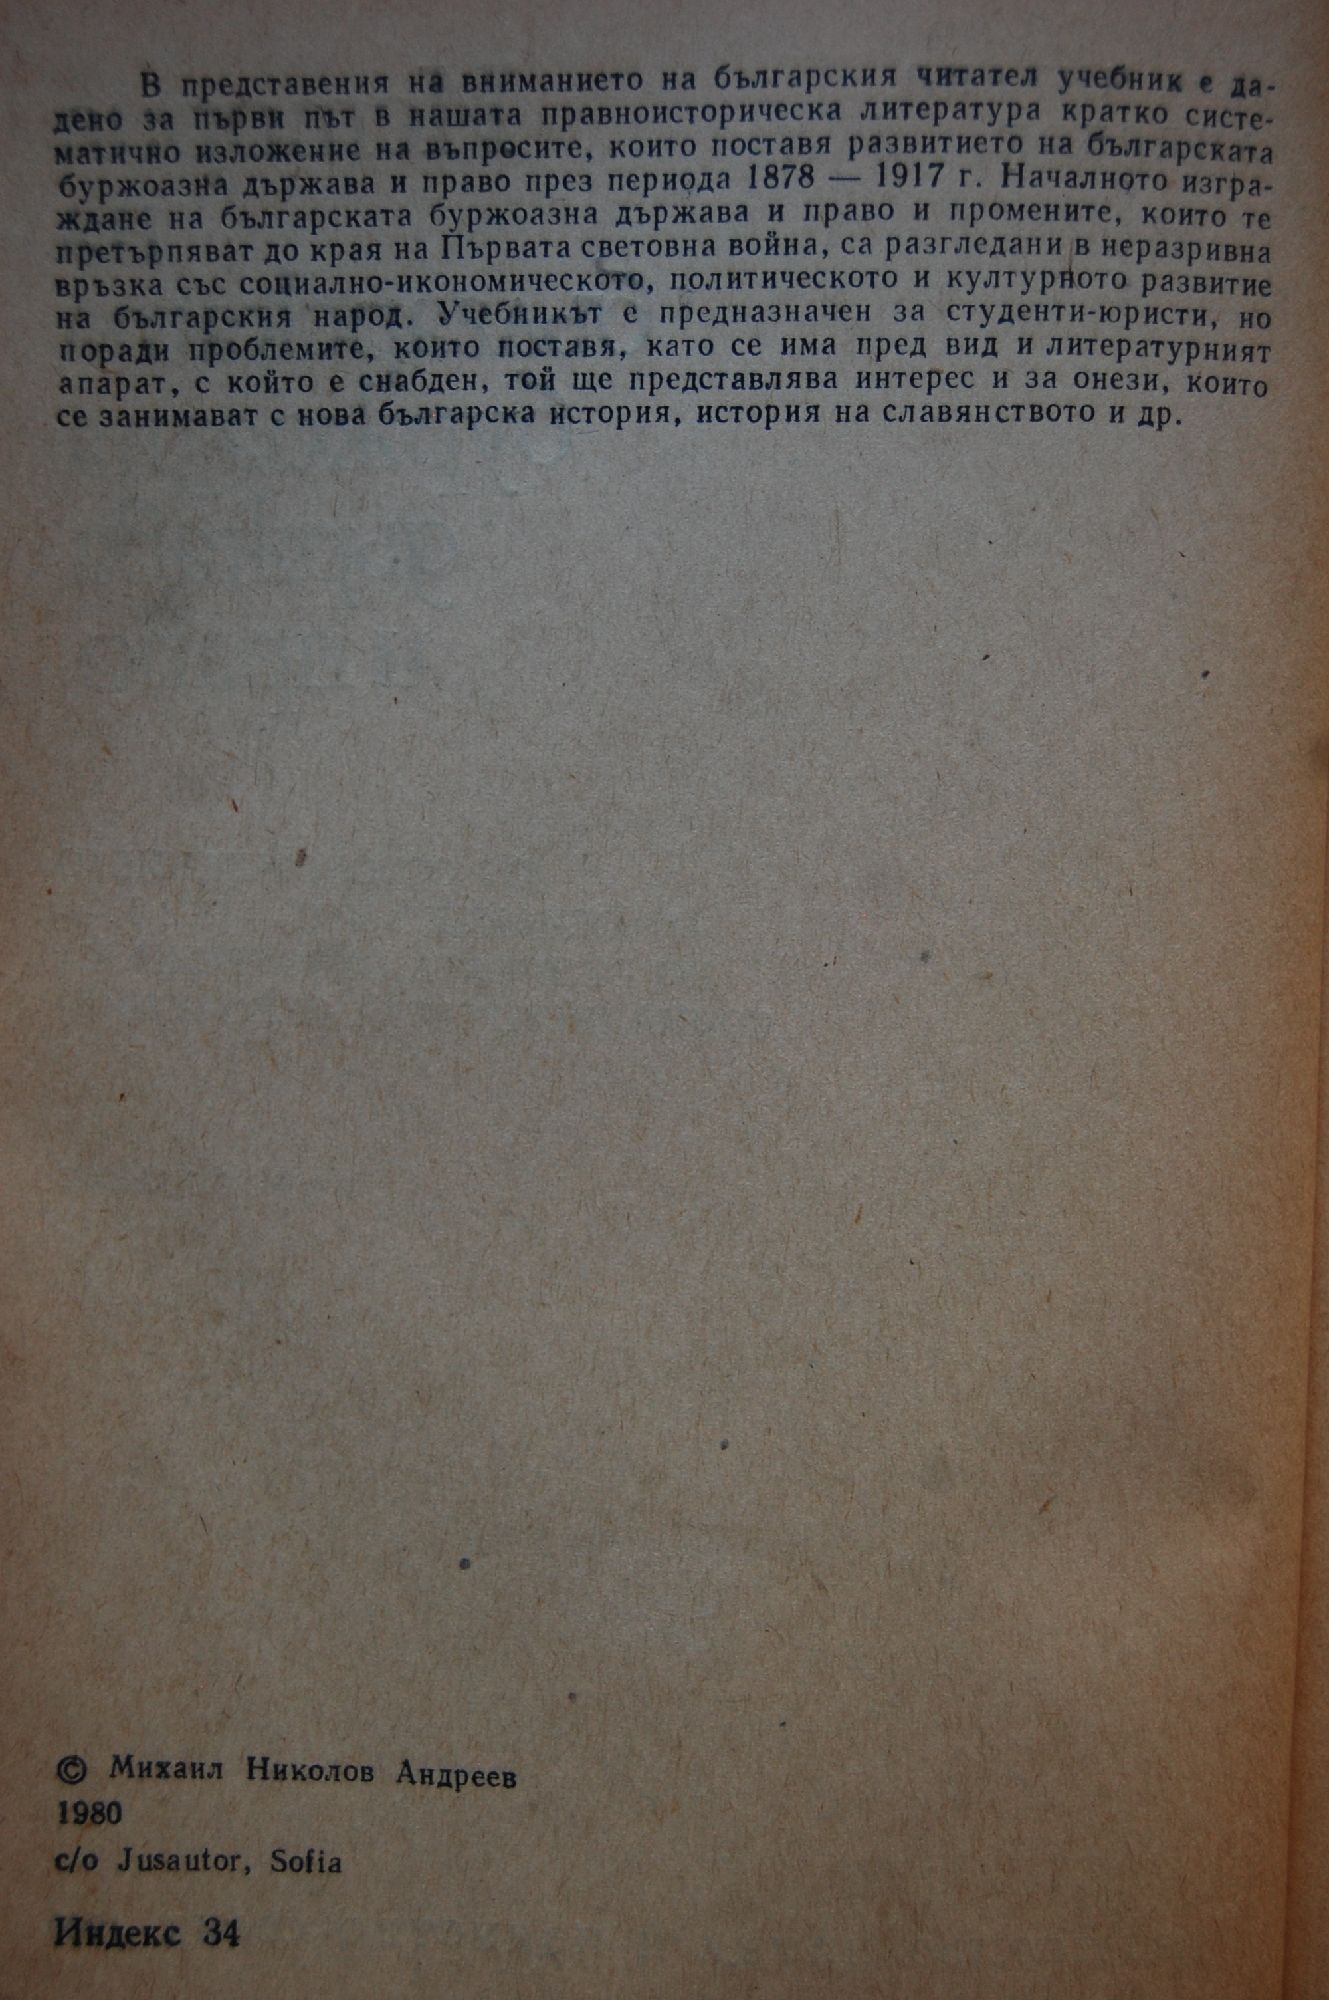 В представения на вниманието на българския читател учебник е да-
дено за първи път в нашата правноисторическа литература кратко систе-
матично изложение на въпросите, които поставя развитието на българската
буржоазна държава и право през периода 1878 — 1917 г. Началното изгра-
ждане на българската буржоазна държава и право и промените, които те
претърпяват до края на Първата световна война, са разгледани в неразривна
връзка със социално-икономическото, политическото и културното развитие
на българския народ. Учебникът е предназначен за студенти-юристи, но
поради проблемите, които поставя, като се има пред вид и литературният
апарат, с който е снабден, той ще представлява интерес и за онези, които
се занимават с нова българска история, история на славянството и др.
© Михаил Николов Андреев
1980
c/o Jusautor, Sofia
Индекс 34